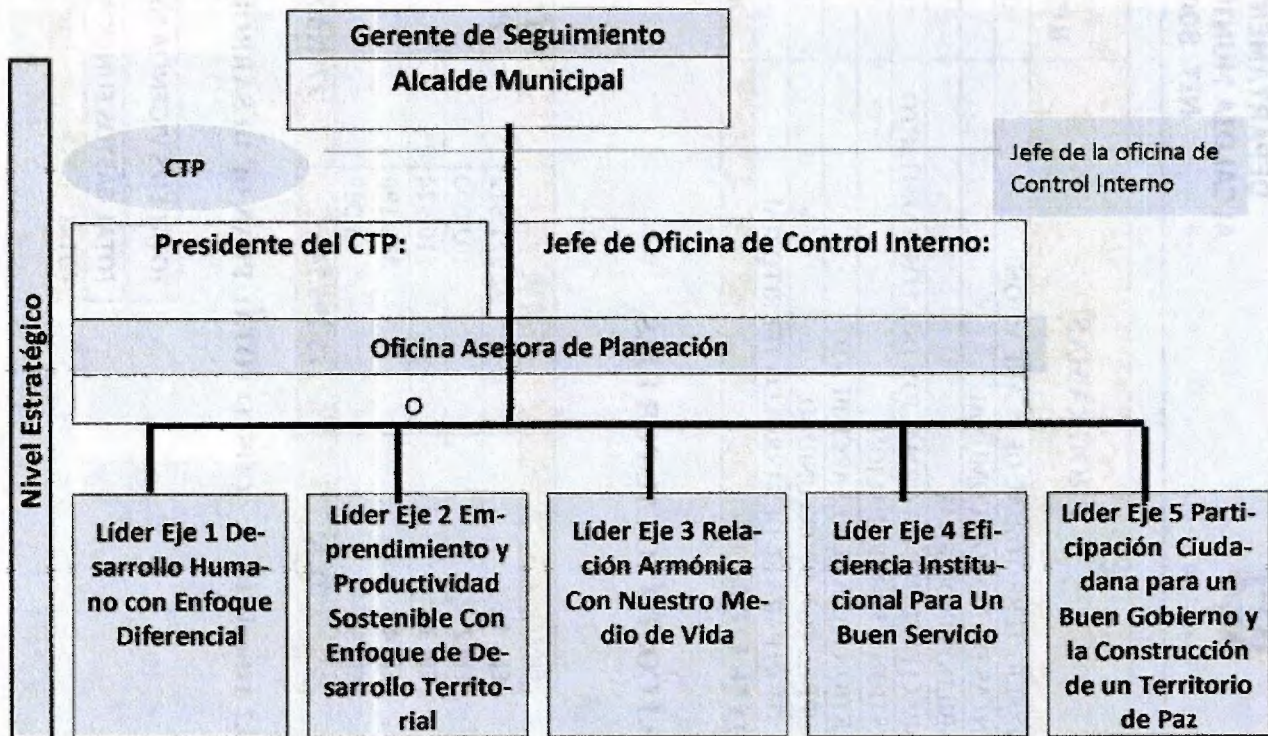 Gerente de Seguimiento
Alcalde Municipal
CTP
Jefe de la oficina de
Control Interno
Presidente del CTP:
Jefe de Oficina de Control Interno:
Oficina Asesora de Planeación
O
Nivel Estratégico
Líder Eje 1 De-
sarrollo Huma-
no con Enfoque
Diferencial
Líder Eje 2 Em-
prendimiento y
Productividad
Sostenible Con
Enfoque de De-
sarrollo Territo-
rial
Líder Eje 3 Rela-
ción Armónica
Con Nuestro Me-
dio de Vida
Líder Eje 4 Efi-
ciencia Institu-
cional Para Un
Buen Servicio
Líder Eje 5 Parti-
cipación Ciuda-
dana para un
Buen Gobierno y
la Construcción
de un Territorio
de Paz